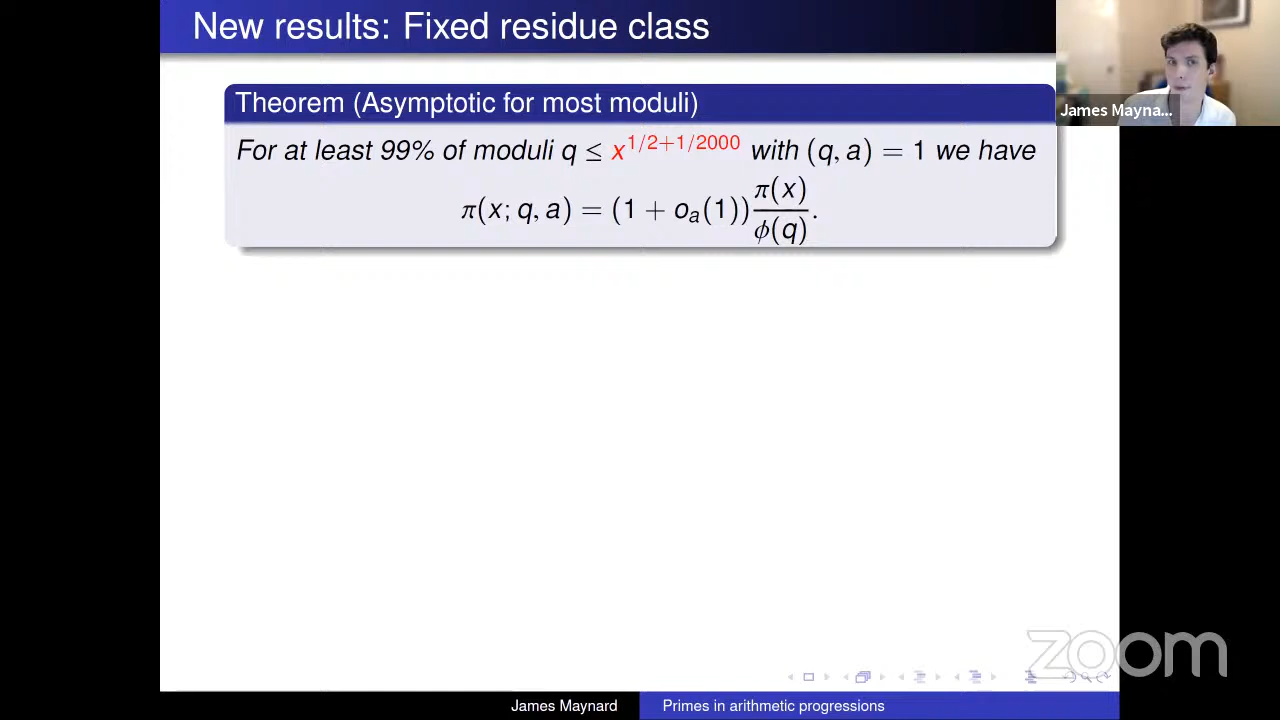 New results: Fixed residue class
James Mayna...
Theorem (Asymptotic for most moduli)
For at least 99% of moduli q ≤ x^{1/2+1/2000} with (q, a) = 1 we have
π(x; q, a) = (1 + o_a(1)) π(x)/ϕ(q).
zoom
James Maynard
Primes in arithmetic progressions